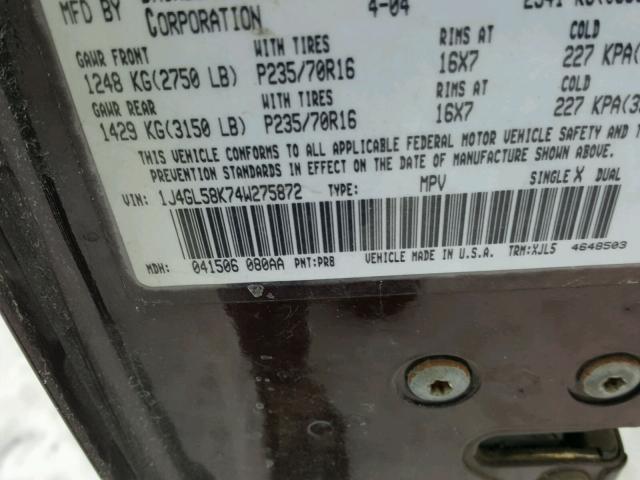 MFD BY CORPORATION 4-04
GAWR FRONT WITH TIRES RIMS AT COLD
1248 KG(2750 LB) P235/70R16 16X7 227 KPA(
GAWR REAR WITH TIRES RIMS AT COLD
1429 KG(3150 LB) P235/70R16 16X7 227 KPA(3
THIS VEHICLE CONFORMS TO ALL APPLICABLE FEDERAL MOTOR VEHICLE SAFETY AND
PREVENTION STANDARDS IN EFFECT ON THE DATE OF MANUFACTURE SHOWN ABOVE.
VIN: 1J4GL58K74W275872 TYPE: MPV SINGLE X DUAL
MDH: 041506 080AA PNT:PRB VEHICLE MADE IN U.S.A. TRM:XJL5 4648503